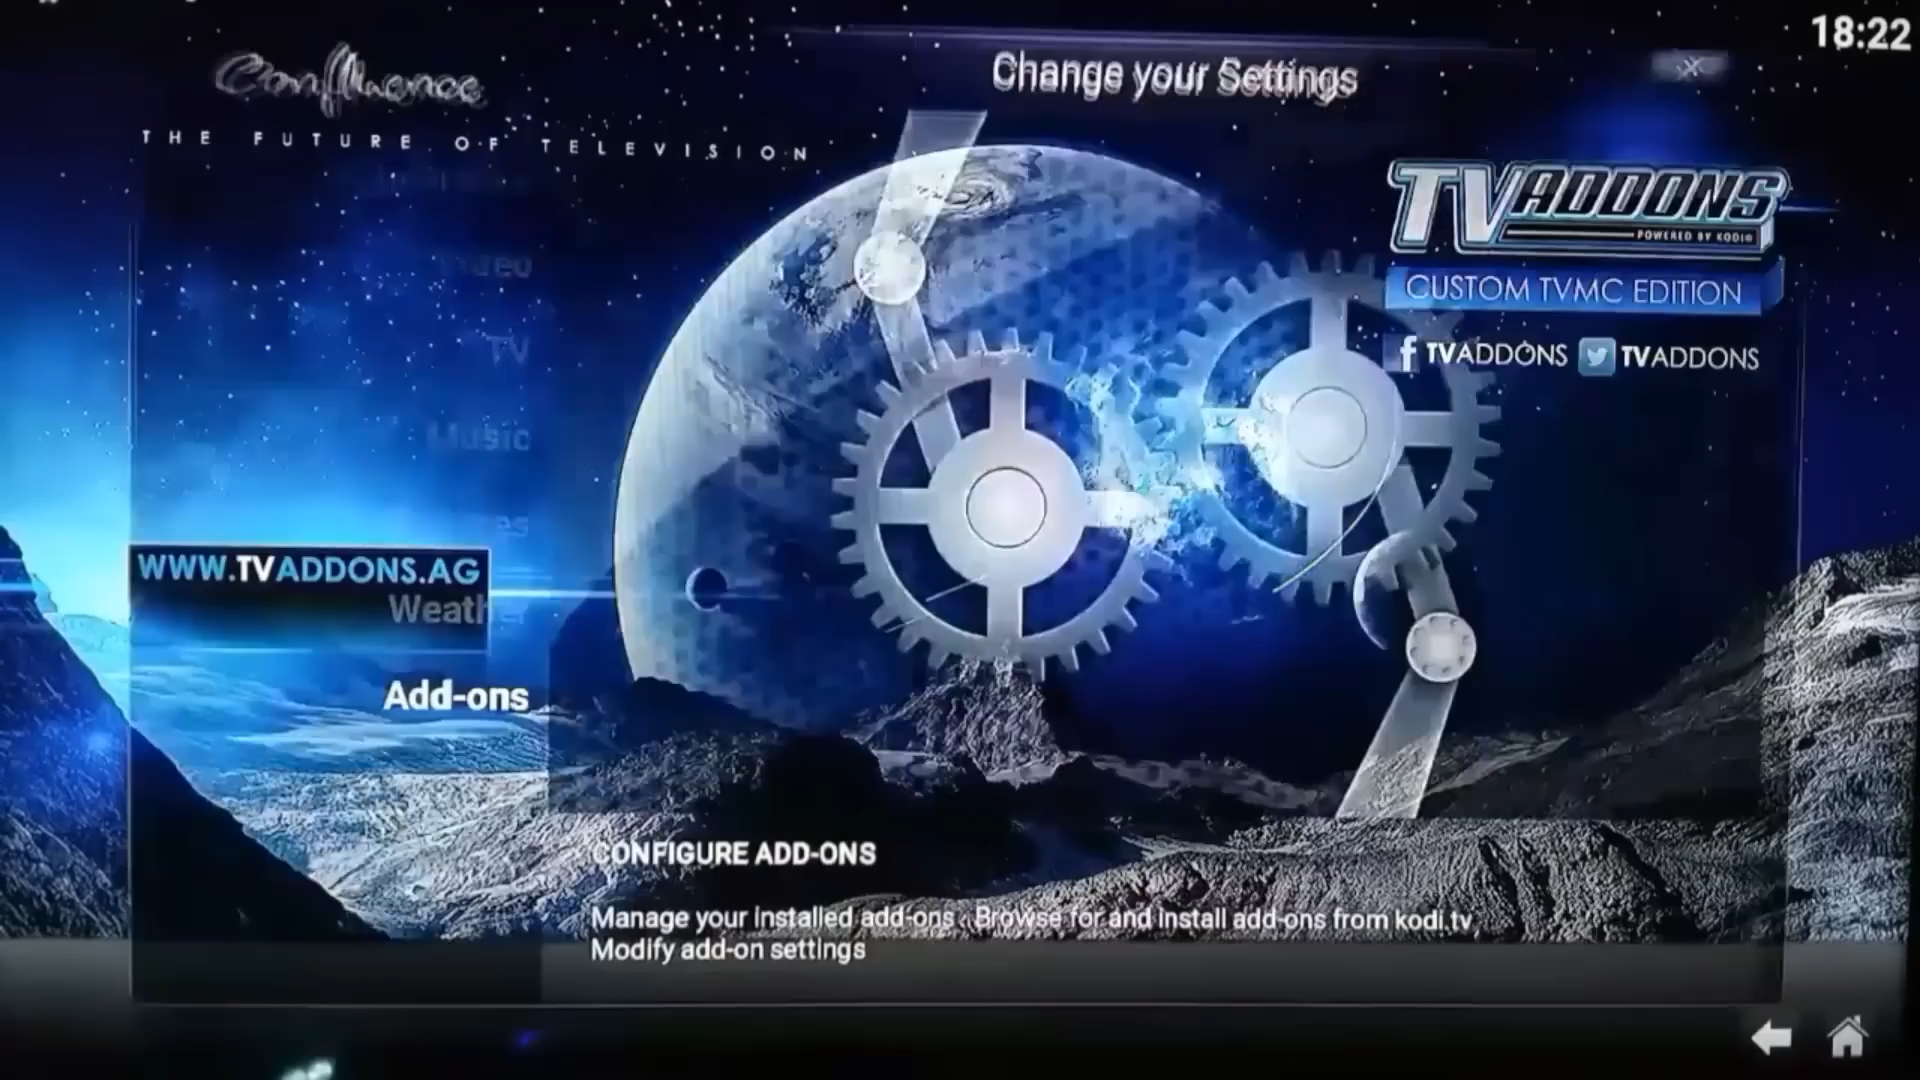 18:22
Confluence
Change your Settings
THE FUTURE OF TELEVISION
TVADDONS
POWERED BY KODI®
CUSTOM TVMC EDITION
Video
TV
TVADDONS TVADDONS
Music
WWW.TVADDONS.AG
Weather
Add-ons
CONFIGURE ADD-ONS
Manage your installed add-ons . Browse for and install add-ons from kodi.tv
Modify add-on settings